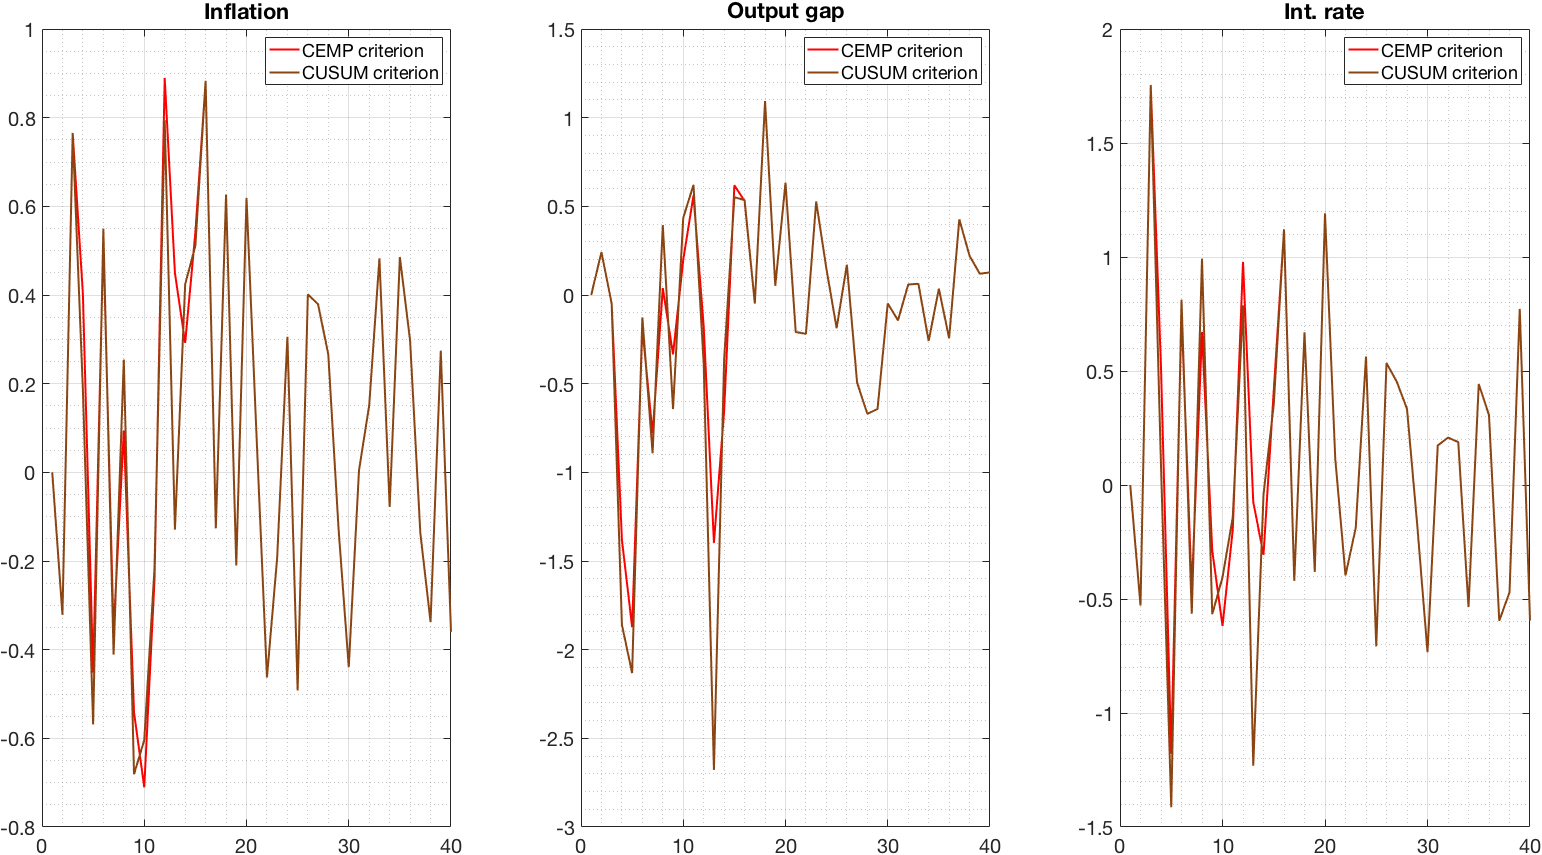 Inflation
1
0.8
0.6
0.4
0.2
0
-0.2
-0.4
-0.6
-0.8
0 10 20 30 40
CEMP criterion
CUSUM criterion
Output gap
1.5
1
0.5
0
-0.5
-1
-1.5
-2
-2.5
-3
0 10 20 30 40
CEMP criterion
CUSUM criterion
Int. rate
2
1.5
1
0.5
0
-0.5
-1
-1.5
0 10 20 30 40
CEMP criterion
CUSUM criterion